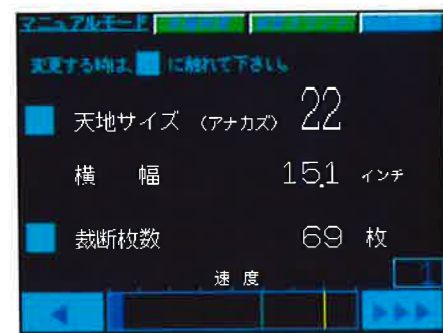 マニュアルモード
変更する時は、 に触れて下さい。
天地サイズ (アナカズ) 22
横 幅 15.1 インチ
裁断枚数 69 枚
速 度
1